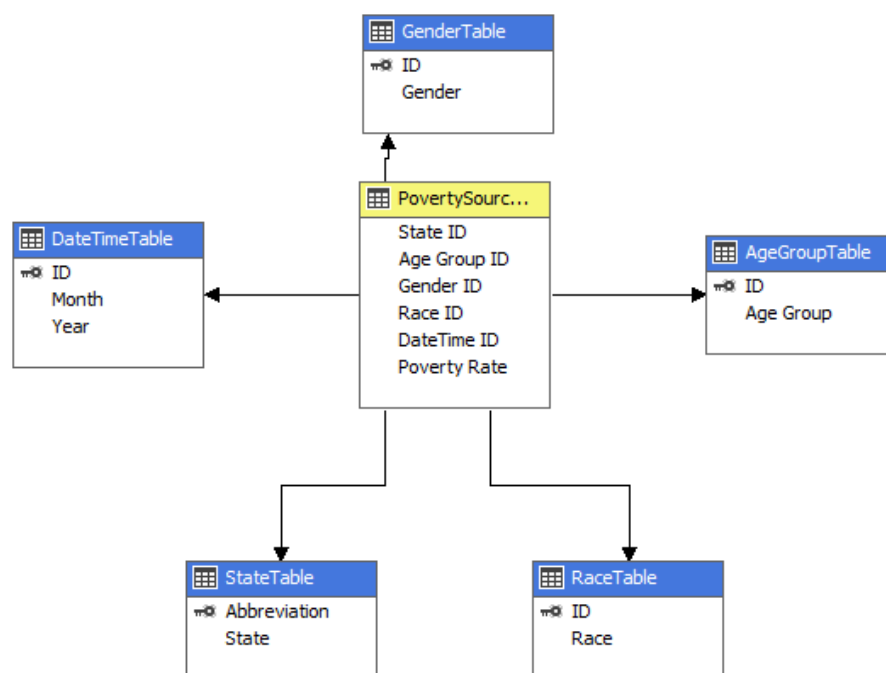 GenderTable
ID
Gender
PovertySourc...
State ID
Age Group ID
Gender ID
Race ID
DateTime ID
Poverty Rate
DateTimeTable
ID
Month
Year
AgeGroupTable
ID
Age Group
StateTable
Abbreviation
State
RaceTable
ID
Race